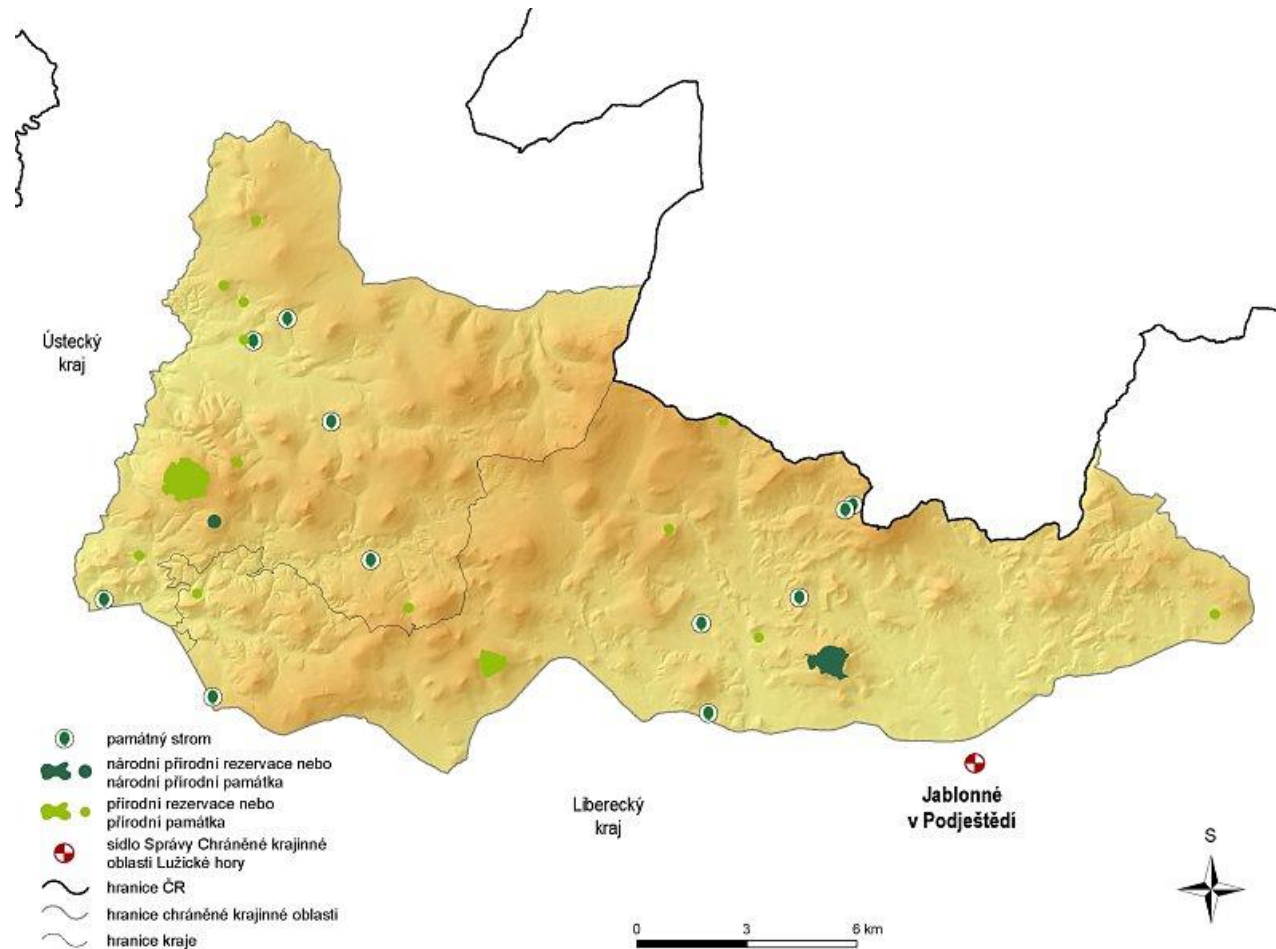 Ústecký
kraj
památný strom
národní přírodní rezervace nebo
národní přírodní památka
přírodní rezervace nebo
přírodní památka
sídlo Správy Chráněné krajinné
oblasti Lužické hory
hranice ČR
hranice chráněné krajinné oblasti
hranice kraje
Liberecký
kraj
Jablonné
v Podještědí
S
0 3 6 km